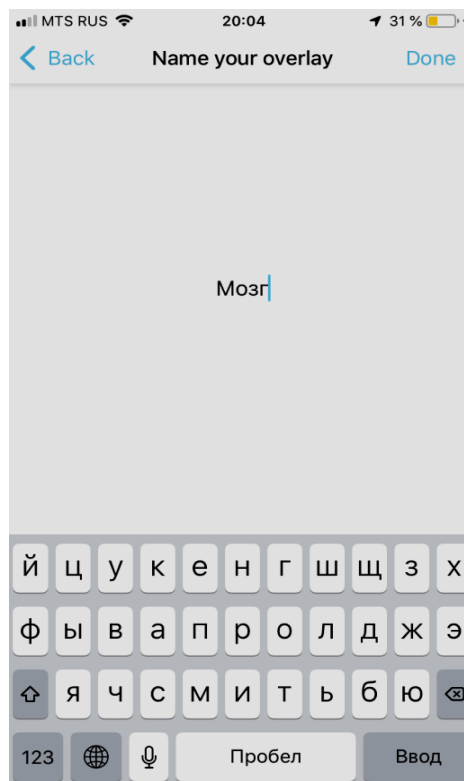 MTS RUS 20:04 31 %
Back Name your overlay Done
Мозг
й ц у к е н г ш щ з х
ф ы в а п р о л д ж э
я ч с м и т ь б ю
123 Пробел Ввод